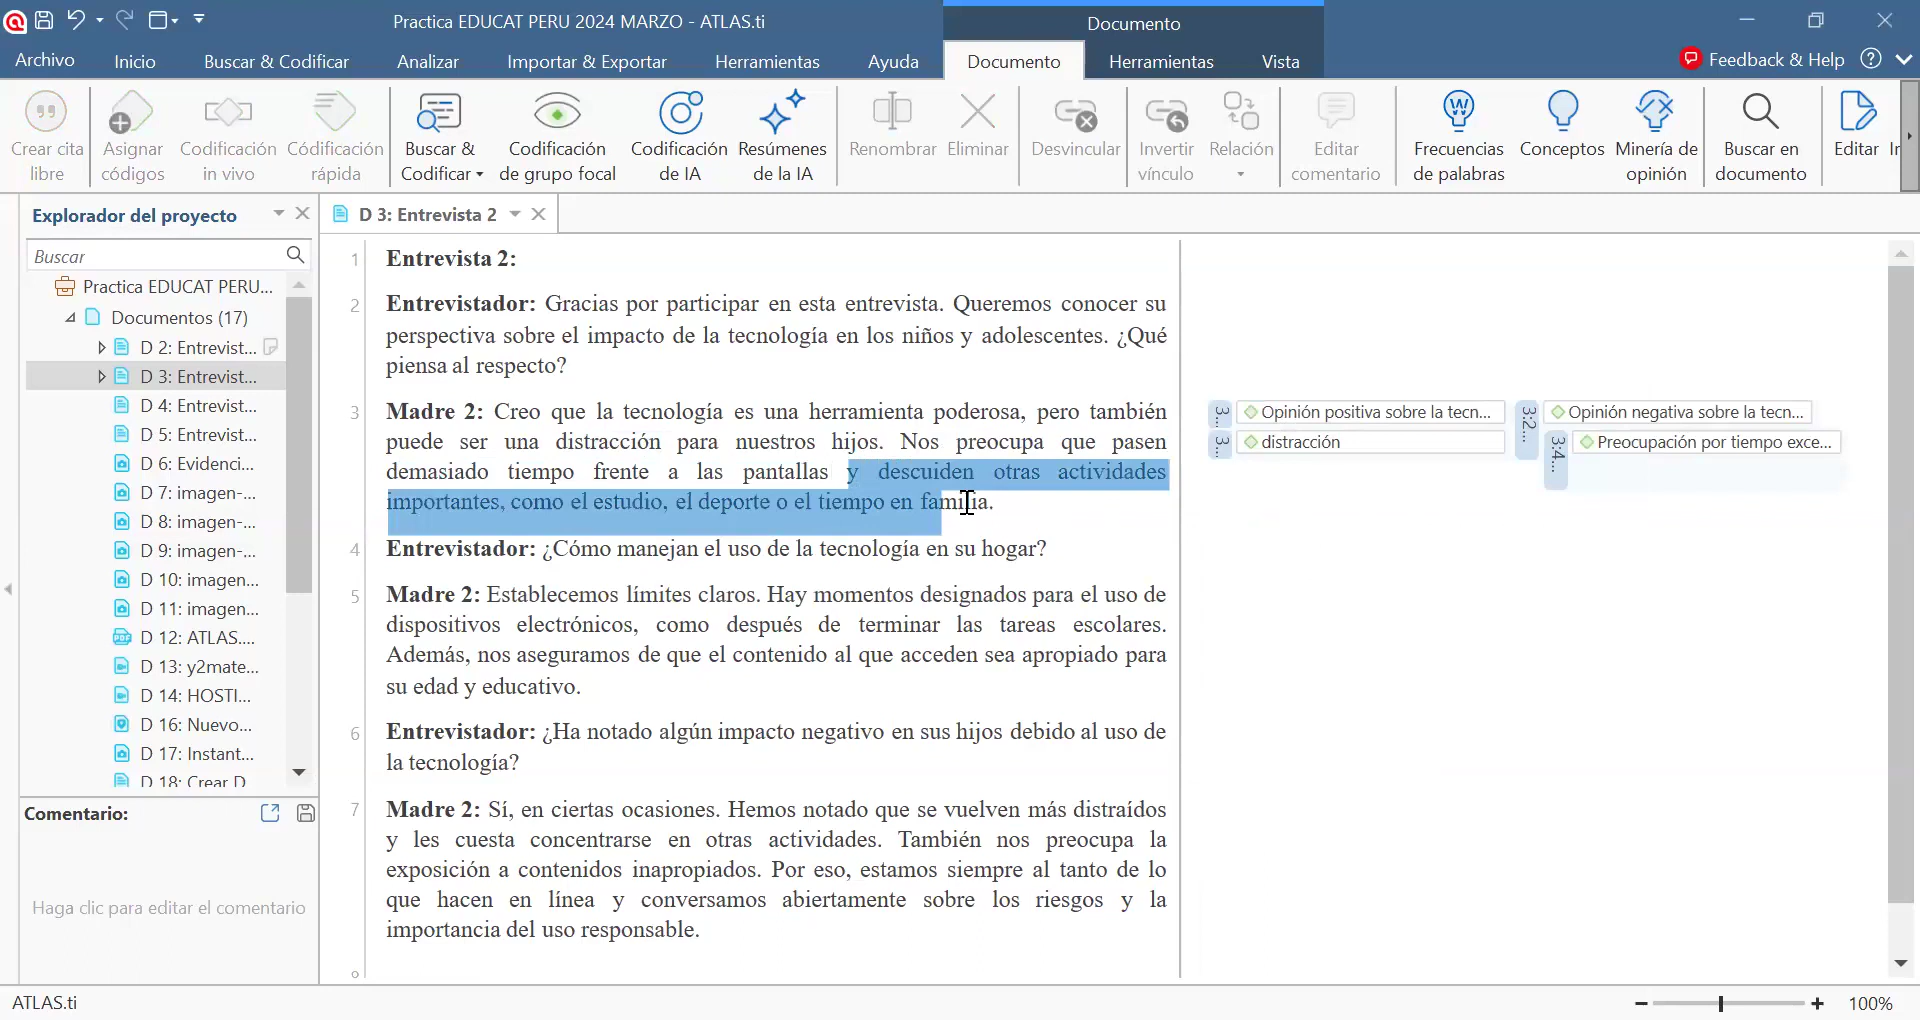 Practica EDUCAT PERU 2024 MARZO - ATLAS.ti
Documento
Archivo
Inicio
Buscar & Codificar
Analizar
Importar & Exportar
Herramientas
Ayuda
Documento
Herramientas
Vista
Feedback & Help
Crear cita
libre
Asignar
códigos
Codificación
in vivo
Códificación
rápida
Buscar &
Codificar
Codificación
de grupo focal
Codificación
de IA
Resúmenes
de la IA
Renombrar
Eliminar
Desvincular
Invertir
vínculo
Relación
Editar
comentario
Frecuencias
de palabras
Conceptos
Minería de
opinión
Buscar en
documento
Editar
Explorador del proyecto
Buscar
Practica EDUCAT PERU...
Documentos (17)
D 2: Entrevist...
D 3: Entrevist...
D 4: Entrevist...
D 5: Entrevist...
D 6: Evidenci...
D 7: imagen-...
D 8: imagen-...
D 9: imagen-...
D 10: imagen...
D 11: imagen...
D 12: ATLAS....
D 13: y2mate...
D 14: HOSTI...
D 16: Nuevo...
D 17: Instant...
D 18: Crear D
Comentario:
Haga clic para editar el comentario
D 3: Entrevista 2
1 Entrevista 2:
2 Entrevistador: Gracias por participar en esta entrevista. Queremos conocer su
perspectiva sobre el impacto de la tecnología en los niños y adolescentes. ¿Qué
piensa al respecto?
3 Madre 2: Creo que la tecnología es una herramienta poderosa, pero también
puede ser una distracción para nuestros hijos. Nos preocupa que pasen
demasiado tiempo frente a las pantallas y descuiden otras actividades
importantes, como el estudio, el deporte o el tiempo en familia.
4 Entrevistador: ¿Cómo manejan el uso de la tecnología en su hogar?
5 Madre 2: Establecemos límites claros. Hay momentos designados para el uso de
dispositivos electrónicos, como después de terminar las tareas escolares.
Además, nos aseguramos de que el contenido al que acceden sea apropiado para
su edad y educativo.
6 Entrevistador: ¿Ha notado algún impacto negativo en sus hijos debido al uso de
la tecnología?
7 Madre 2: Sí, en ciertas ocasiones. Hemos notado que se vuelven más distraídos
y les cuesta concentrarse en otras actividades. También nos preocupa la
exposición a contenidos inapropiados. Por eso, estamos siempre al tanto de lo
que hacen en línea y conversamos abiertamente sobre los riesgos y la
importancia del uso responsable.
3... Opinión positiva sobre la tecn...
3... distracción
3:2... Opinión negativa sobre la tecn...
3:4... Preocupación por tiempo exce...
ATLAS.ti
100%